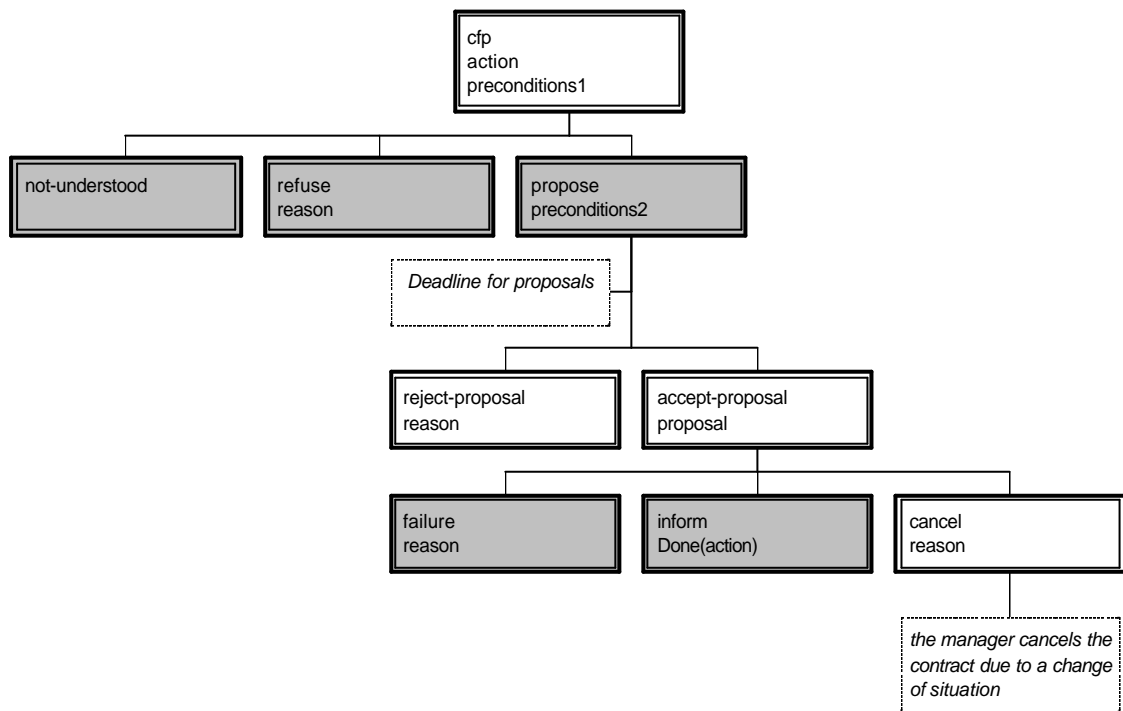 cfp
action
preconditions1
not-understood
refuse
reason
propose
preconditions2
Deadline for proposals
reject-proposal
reason
accept-proposal
proposal
failure
reason
inform
Done(action)
cancel
reason
the manager cancels the
contract due to a change
of situation